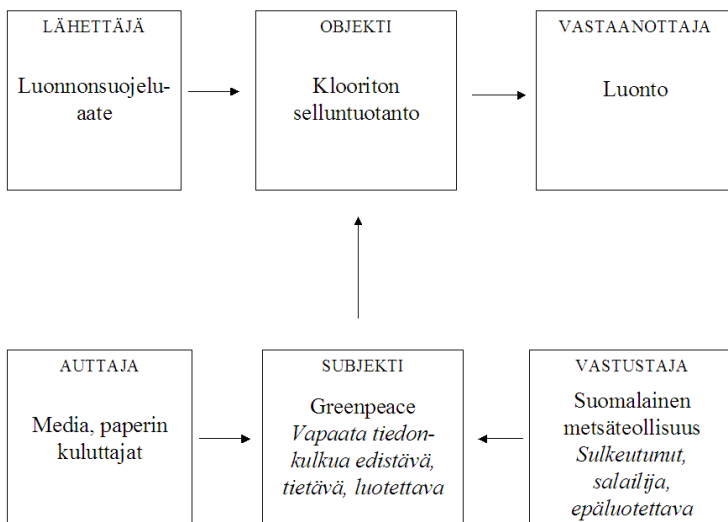 LÄHETTÄJÄ
Luonnonsuojelu-
aate
OBJEKTI
Klooriton
selluntuotanto
VASTAANOTTAJA
Luonto
AUTTAJA
Media, paperin
kuluttajat
SUBJEKTI
Greenpeace
Vapaata tiedon-
kulkua edistävä,
tietävä, luotettava
VASTUSTAJA
Suomalainen
metsäteollisuus
Sulkeutunut,
salailija,
epäluotettava